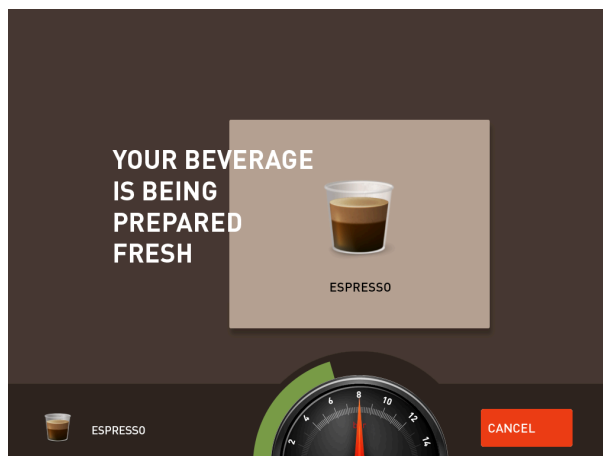 YOUR BEVERAGE
IS BEING
PREPARED
FRESH
ESPRESSO
2
4
6
8
10
12
14
ESPRESSO
CANCEL